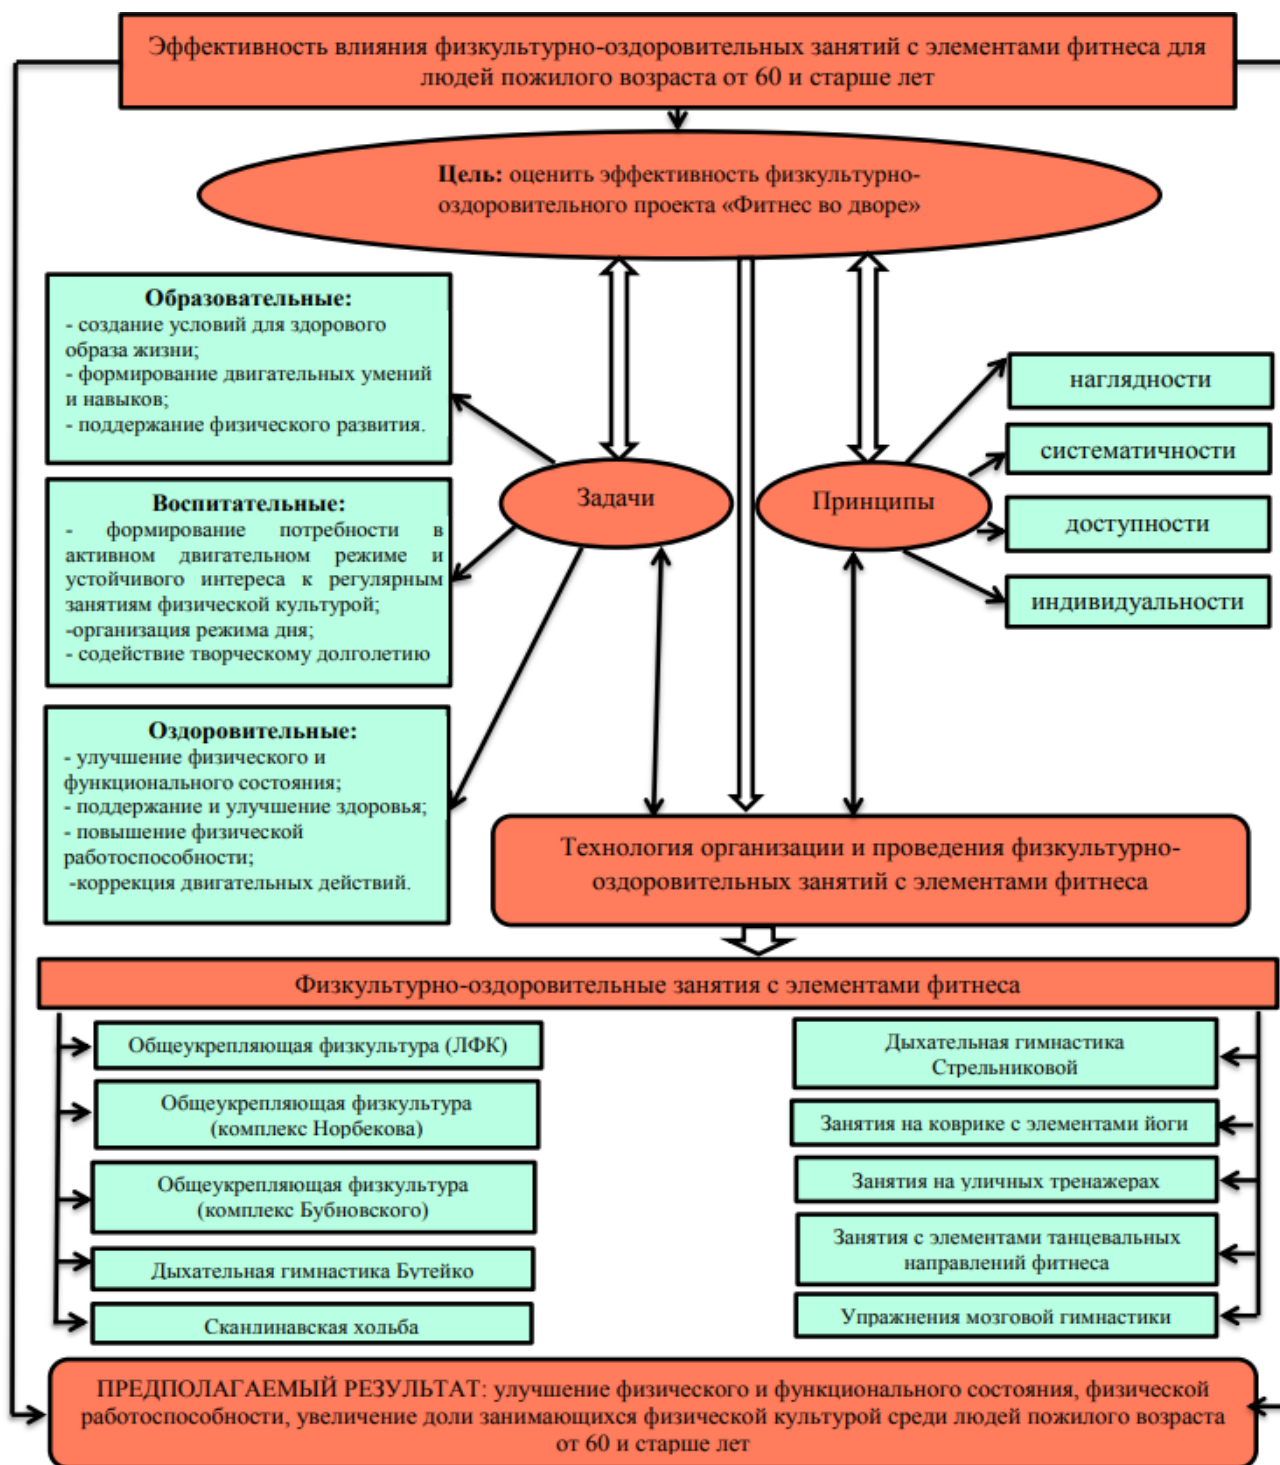 Эффективность влияния физкультурно-оздоровительных занятий с элементами фитнеса для
людей пожилого возраста от 60 и старше лет
Цель: оценить эффективность физкультурно-
оздоровительного проекта «Фитнес во дворе»
Образовательные:
- создание условий для здорового
образа жизни;
- формирование двигательных умений
и навыков;
- поддержание физического развития.
Воспитательные:
- формирование потребности в
активном двигательном режиме и
устойчивого интереса к регулярным
занятиям физической культурой;
-организация режима дня;
- содействие творческому долголетию
Оздоровительные:
- улучшение физического и
функционального состояния;
- поддержание и улучшение здоровья;
- повышение физической
работоспособности;
-коррекция двигательных действий.
Задачи
Принципы
наглядности
систематичности
доступности
индивидуальности
Технология организации и проведения физкультурно-
оздоровительных занятий с элементами фитнеса
Физкультурно-оздоровительные занятия с элементами фитнеса
Общеукрепляющая физкультура (ЛФК)
Общеукрепляющая физкультура
(комплекс Норбекова)
Общеукрепляющая физкультура
(комплекс Бубновского)
Дыхательная гимнастика Бутейко
Скандинавская ходьба
Дыхательная гимнастика
Стрельниковой
Занятия на коврике с элементами йоги
Занятия на уличных тренажерах
Занятия с элементами танцевальных
направлений фитнеса
Упражнения мозговой гимнастики
ПРЕДПОЛАГАЕМЫЙ РЕЗУЛЬТАТ: улучшение физического и функционального состояния, физической
работоспособности, увеличение доли занимающихся физической культурой среди людей пожилого возраста
от 60 и старше лет